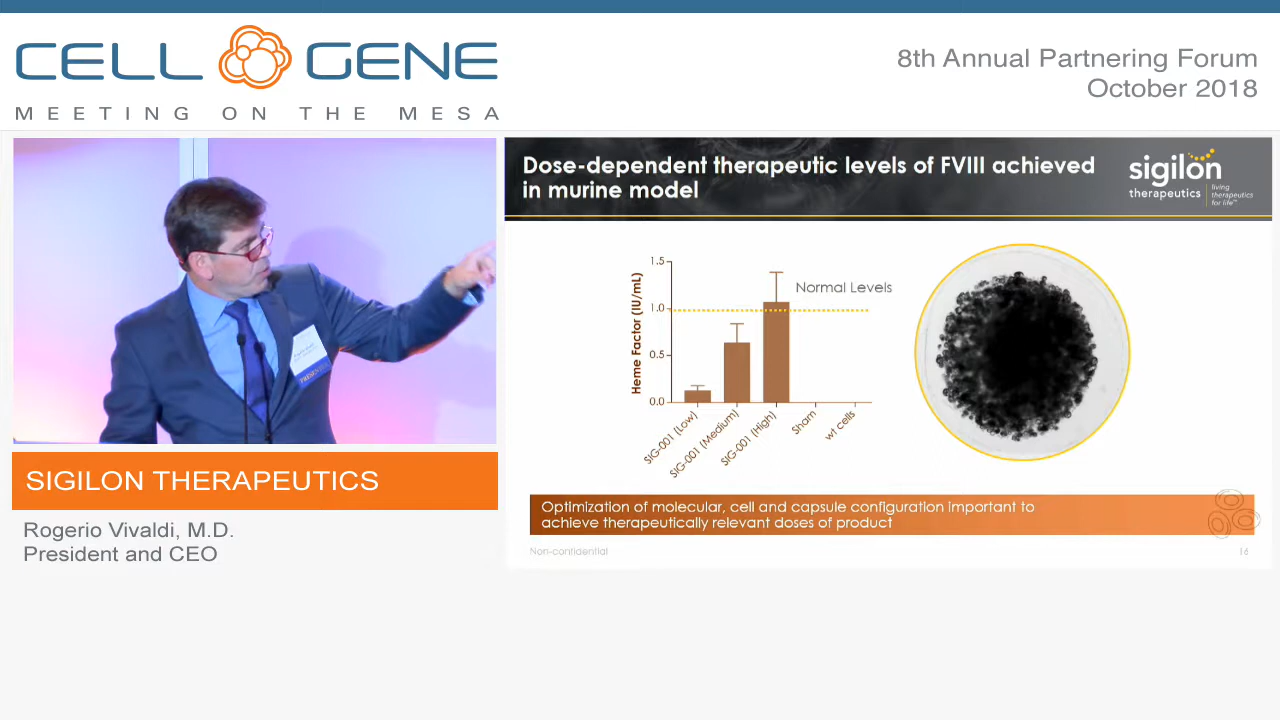 CELL GENE
MEETING ON THE MESA
8th Annual Partnering Forum
October 2018
Dose-dependent therapeutic levels of FVIII achieved
in murine model
sigilon
therapeutics
living
therapeutics
for life™
Heme Factor (IU/mL)
1.5
1.0
0.5
0.0
Normal Levels
SIG-001 (Low)
SIG-001 (Medium)
SIG-001 (High)
Sham
wt cells
Optimization of molecular, cell and capsule configuration important to
achieve therapeutically relevant doses of product
Non-confidential
16
SIGILON THERAPEUTICS
Rogerio Vivaldi, M.D.
President and CEO